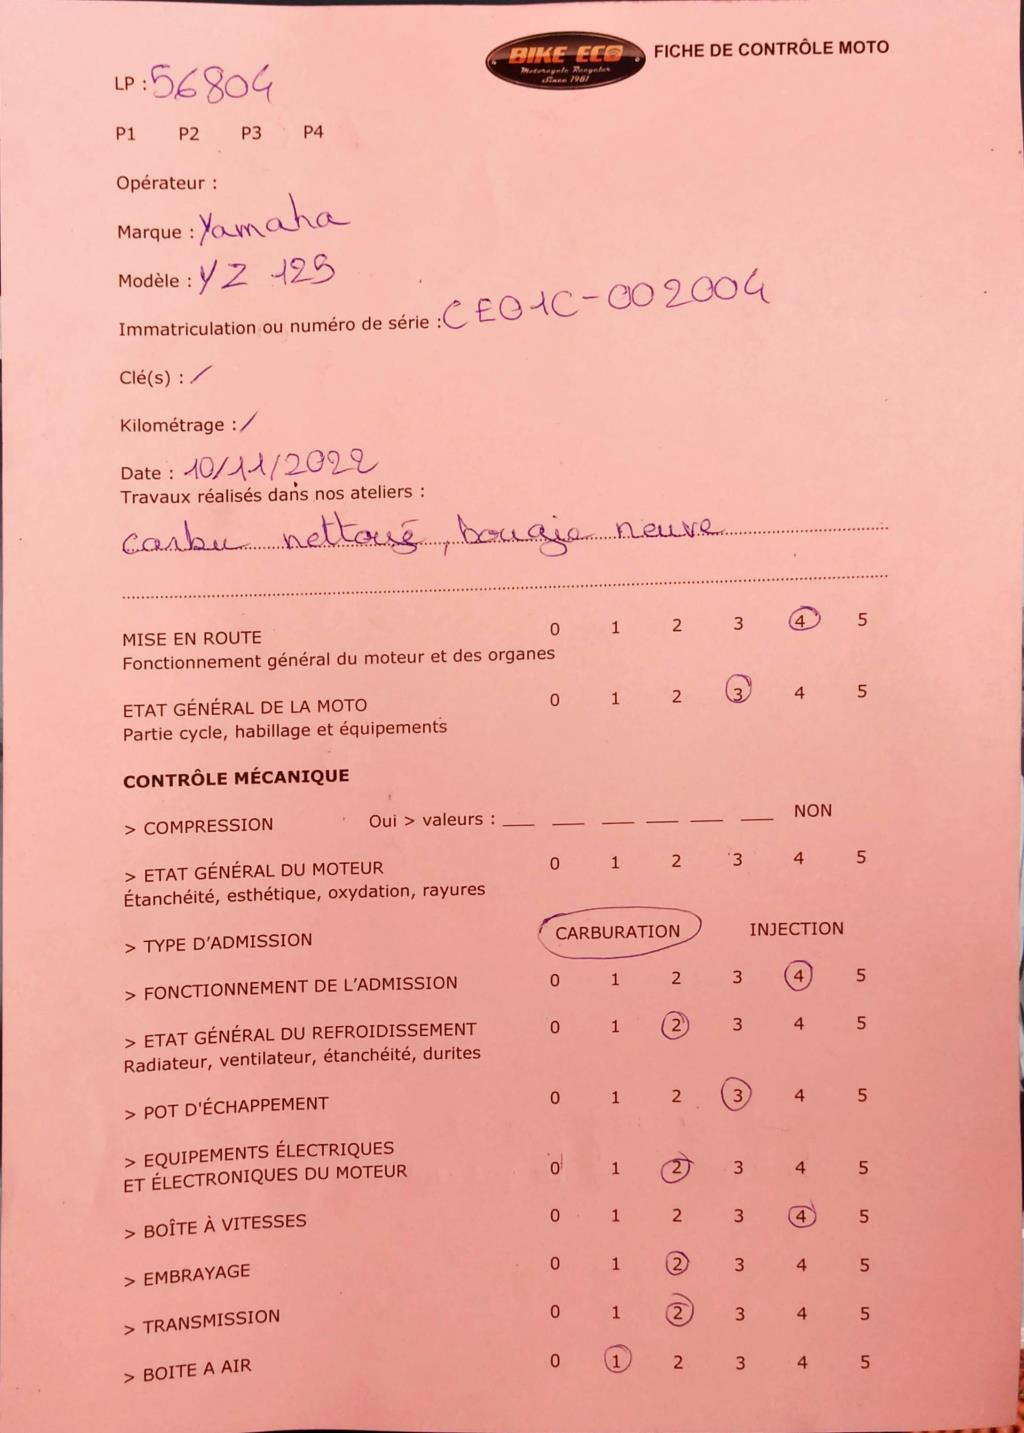 BIKE ECO
Motorcycle Recycler
Since 1981
FICHE DE CONTRÔLE MOTO
LP : 56804
P1 P2 P3 P4
Opérateur :
Marque : Yamaha
Modèle : YZ 125
Immatriculation ou numéro de série : CE01C-002004
Clé(s) : /
Kilométrage : /
Date : 10/11/2022
Travaux réalisés dans nos ateliers :
carbu nettoyé, bougie neuve
MISE EN ROUTE 0 1 2 3 4 5
Fonctionnement général du moteur et des organes
ETAT GÉNÉRAL DE LA MOTO 0 1 2 3 4 5
Partie cycle, habillage et équipements
CONTRÔLE MÉCANIQUE
> COMPRESSION Oui > valeurs : __ __ __ __ __ __ NON
> ETAT GÉNÉRAL DU MOTEUR 0 1 2 3 4 5
Étanchéité, esthétique, oxydation, rayures
> TYPE D'ADMISSION CARBURATION INJECTION
> FONCTIONNEMENT DE L'ADMISSION 0 1 2 3 4 5
> ETAT GÉNÉRAL DU REFROIDISSEMENT 0 1 2 3 4 5
Radiateur, ventilateur, étanchéité, durites
> POT D'ÉCHAPPEMENT 0 1 2 3 4 5
> EQUIPEMENTS ÉLECTRIQUES
ET ÉLECTRONIQUES DU MOTEUR 0 1 2 3 4 5
> BOÎTE À VITESSES 0 1 2 3 4 5
> EMBRAYAGE 0 1 2 3 4 5
> TRANSMISSION 0 1 2 3 4 5
> BOITE A AIR 0 1 2 3 4 5